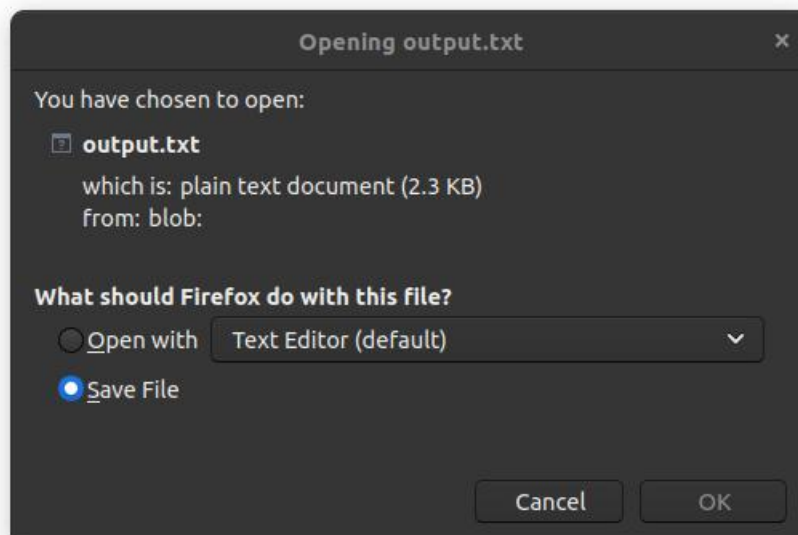 Opening output.txt
You have chosen to open:
output.txt
which is: plain text document (2.3 KB)
from: blob:
What should Firefox do with this file?
Open with Text Editor (default)
Save File
Cancel OK